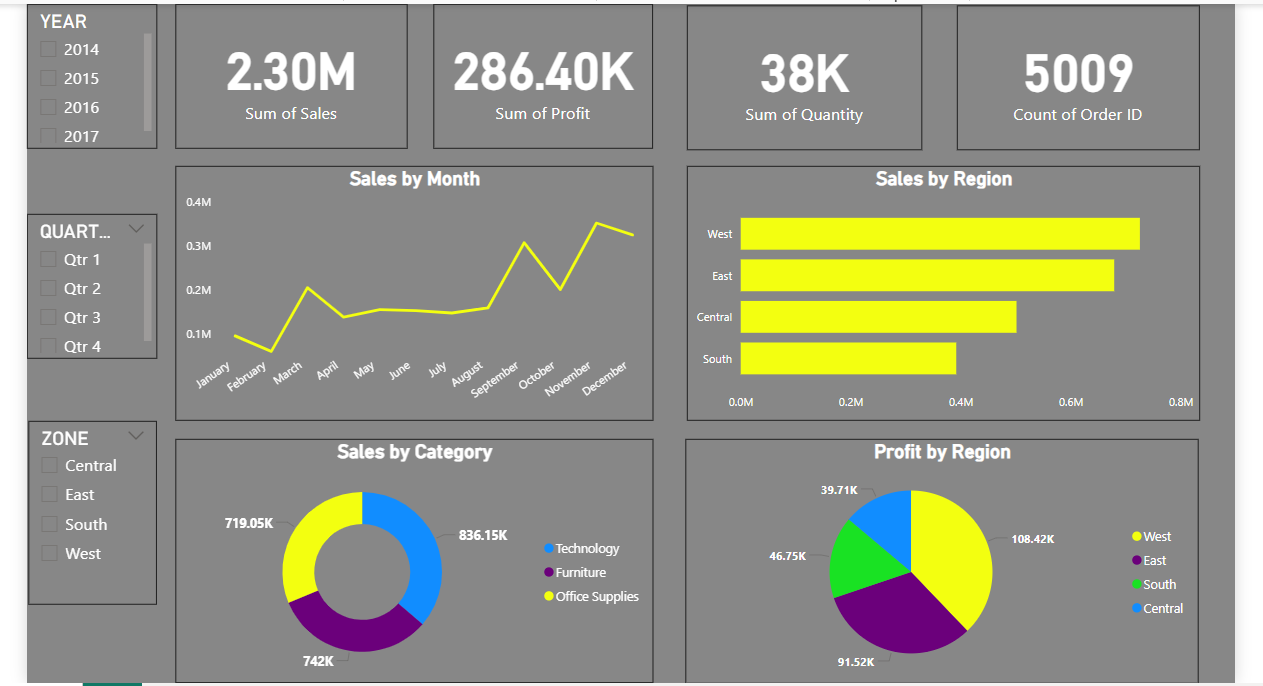 YEAR
2014
2015
2016
2017
2.30M
Sum of Sales
286.40K
Sum of Profit
38K
Sum of Quantity
5009
Count of Order ID
QUART...
Qtr 1
Qtr 2
Qtr 3
Qtr 4
Sales by Month
0.4M
0.3M
0.2M
0.1M
January
February
March
April
May
June
July
August
September
October
November
December
Sales by Region
West
East
Central
South
0.0M
0.2M
0.4M
0.6M
0.8M
ZONE
Central
East
South
West
Sales by Category
719.05K
836.15K
742K
Technology
Furniture
Office Supplies
Profit by Region
39.71K
46.75K
108.42K
91.52K
West
East
South
Central